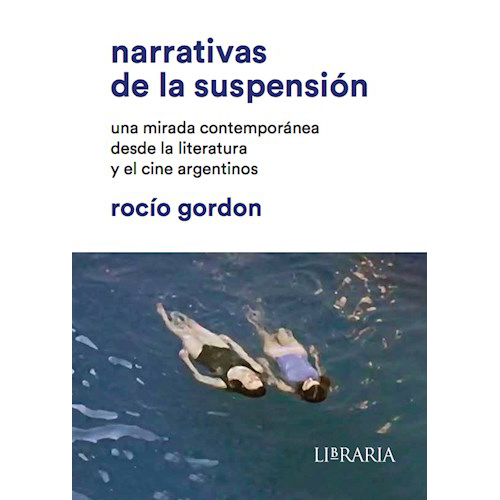 narrativas
de la suspensión
una mirada contemporánea
desde la literatura
y el cine argentinos
rocío gordon
LIBRARIA